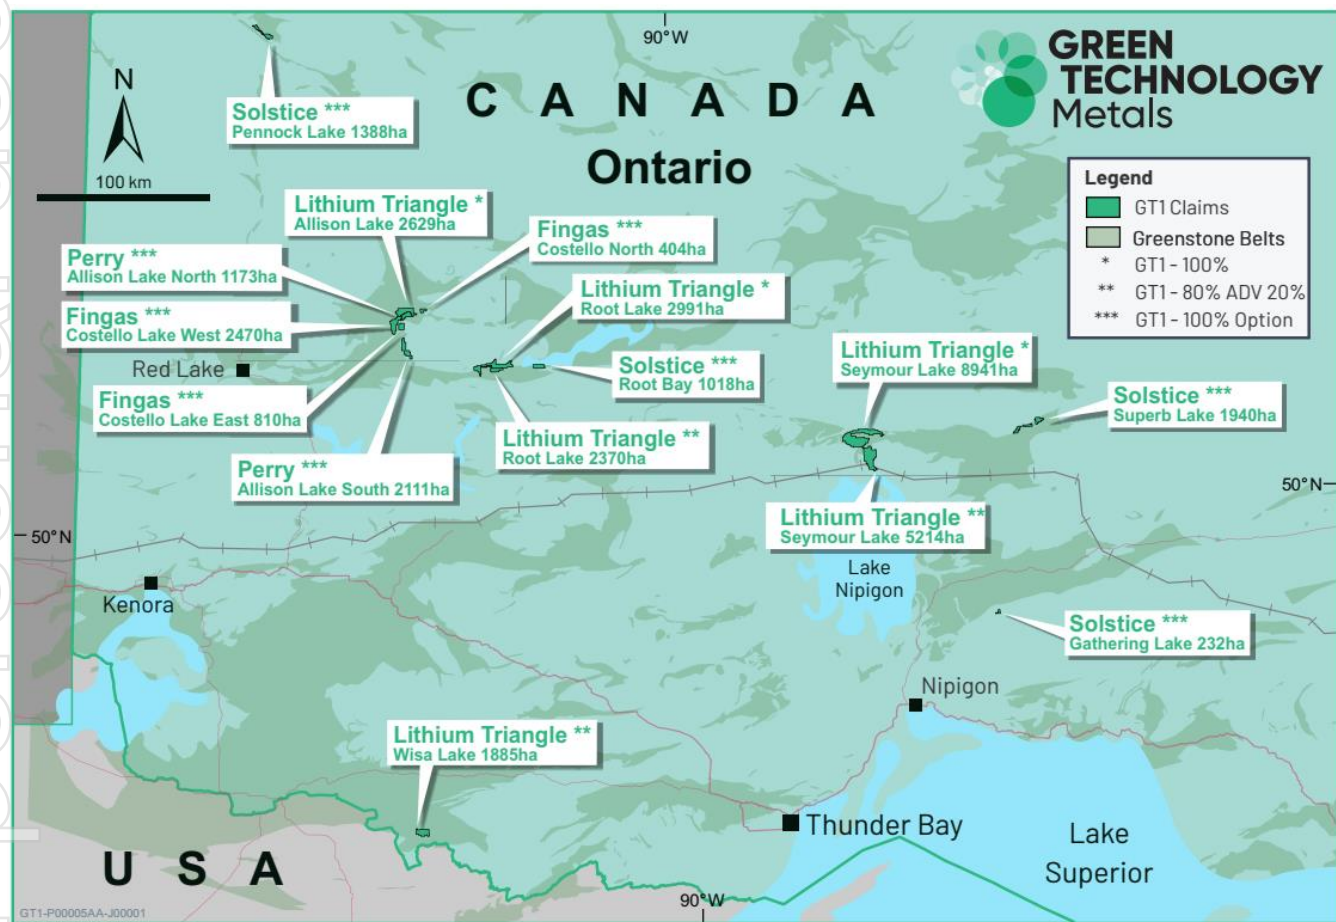 90°W
GREEN
TECHNOLOGY
Metals
N
100 km
CANADA
Ontario
Solstice ***
Pennock Lake 1388ha
Legend
GT1 Claims
Greenstone Belts
* GT1 - 100%
** GT1 - 80% ADV 20%
*** GT1 - 100% Option
Lithium Triangle *
Allison Lake 2629ha
Fingas ***
Costello North 404ha
Perry ***
Allison Lake North 1173ha
Lithium Triangle *
Root Lake 2991ha
Fingas ***
Costello Lake West 2470ha
Red Lake
Solstice ***
Root Bay 1018ha
Lithium Triangle *
Seymour Lake 8941ha
Fingas ***
Costello Lake East 810ha
Solstice ***
Superb Lake 1940ha
Lithium Triangle **
Root Lake 2370ha
Perry ***
Allison Lake South 2111ha
50°N
50°N
Lithium Triangle **
Seymour Lake 5214ha
Lake
Nipigon
Kenora
Solstice ***
Gathering Lake 232ha
Nipigon
Lithium Triangle **
Wisa Lake 1885ha
Thunder Bay
Lake
Superior
USA
90°W
GT1-P00005AA-J00001